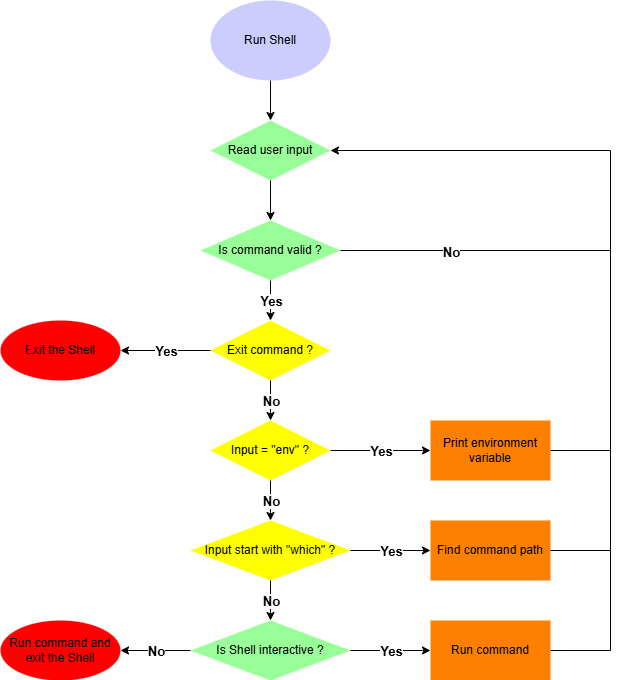 Run Shell
Read user input
Is command valid ?
No
Yes
Exit the Shell
Yes
Exit command ?
No
Input = "env" ?
Yes
Print environment
variable
No
Input start with "which" ?
Yes
Find command path
No
Run command and
exit the Shell
No
Is Shell interactive ?
Yes
Run command